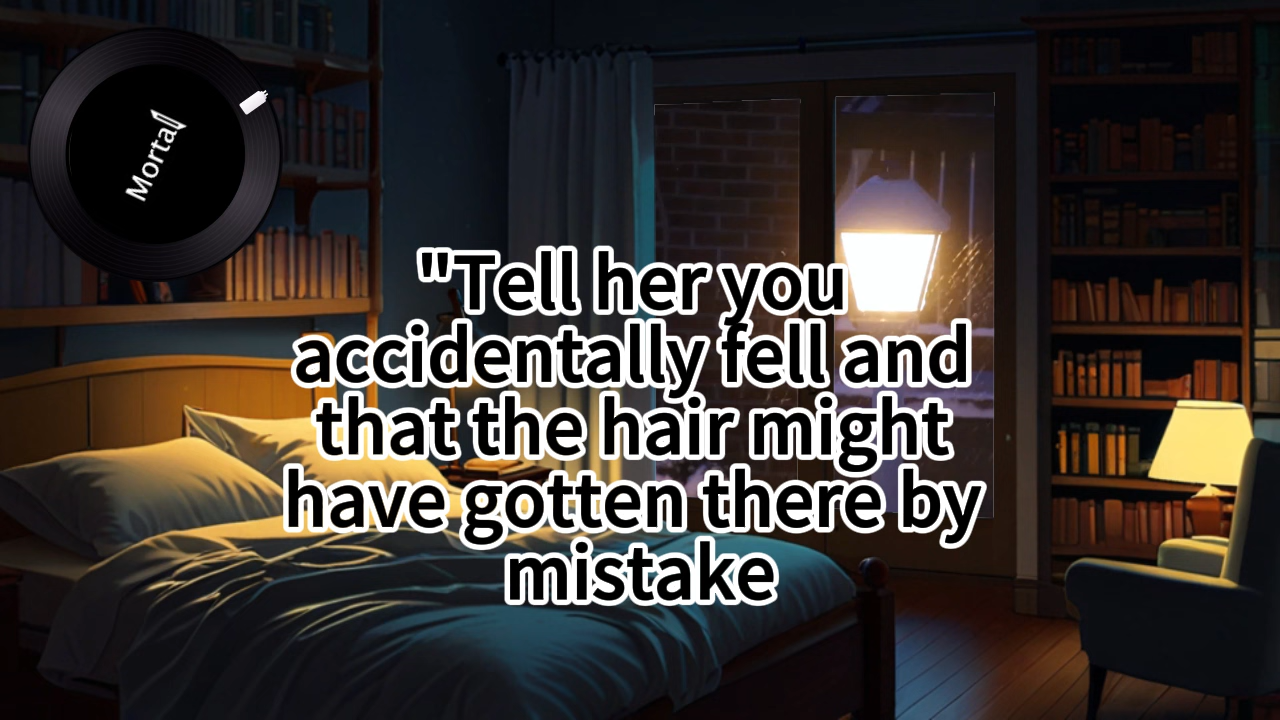 Mortal
"Tell her you
accidentally fell and
that the hair might
have gotten there by
mistake